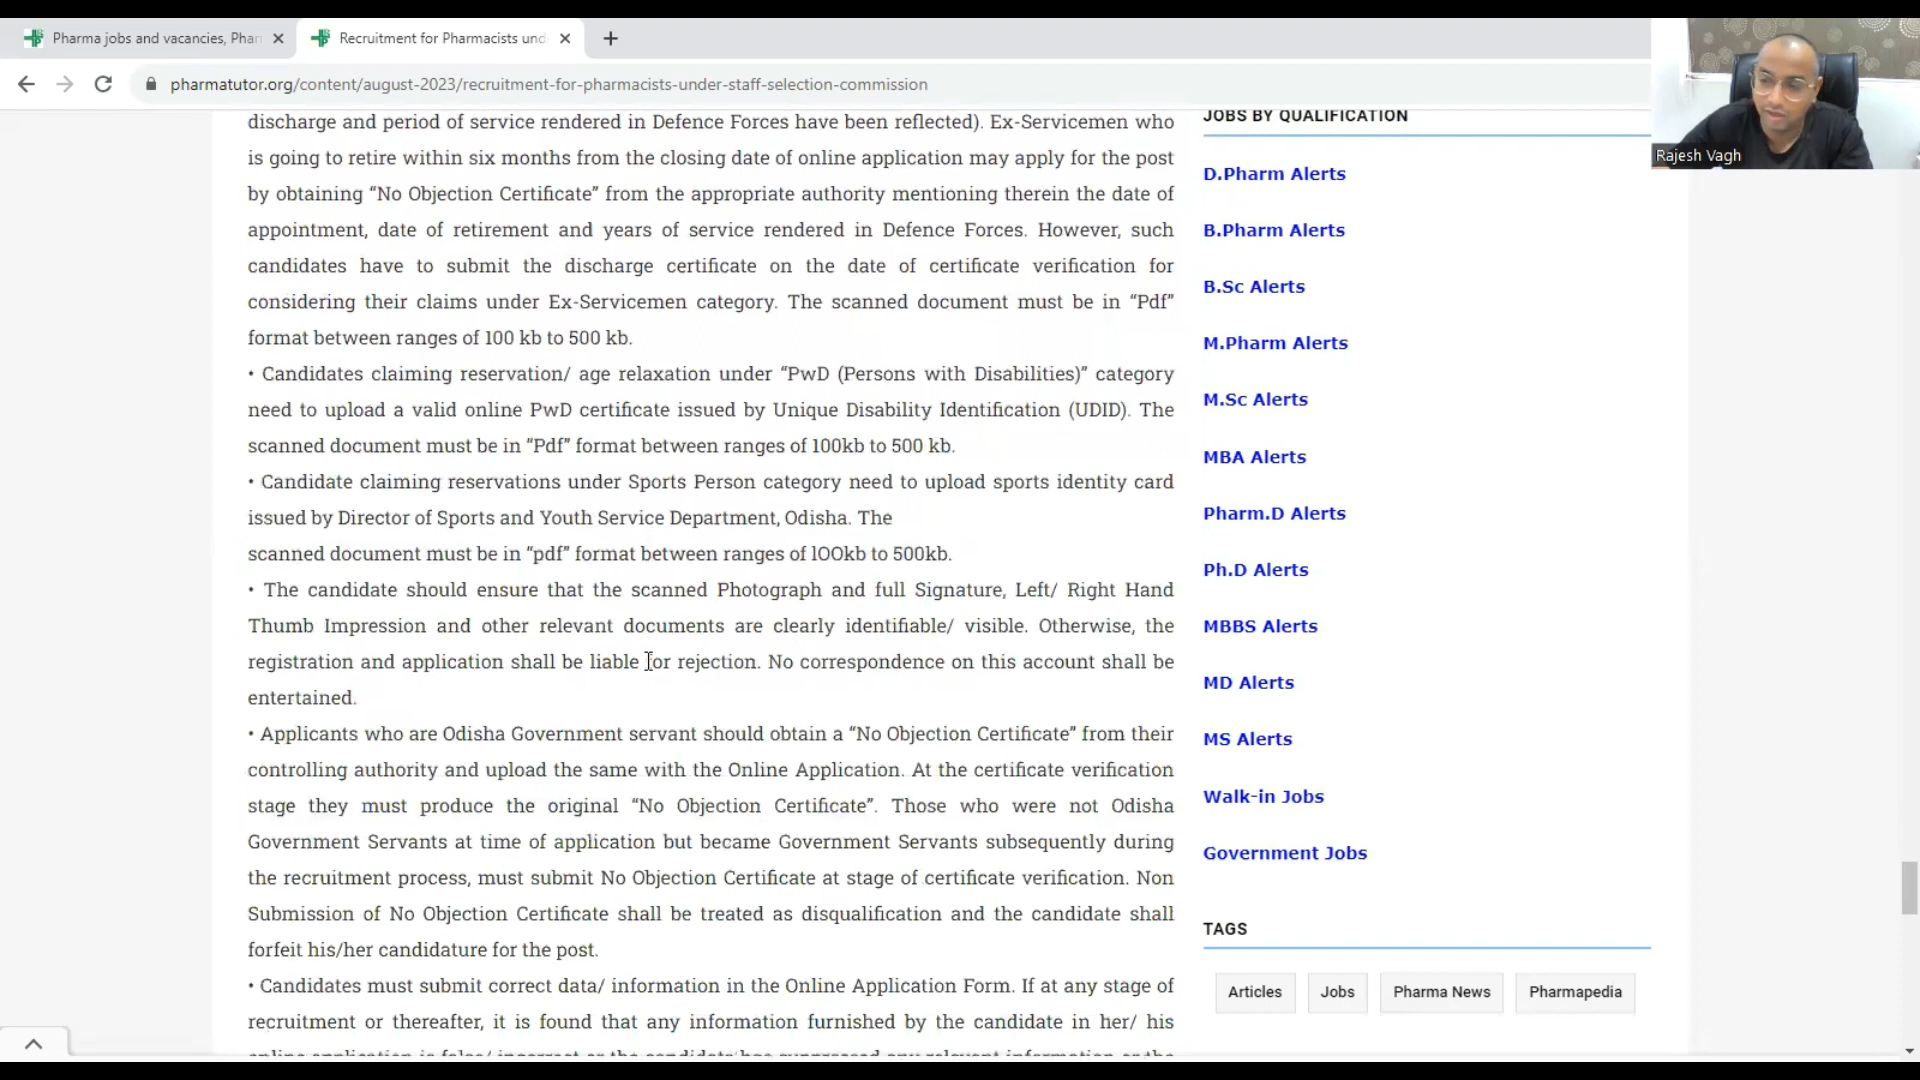 Pharma jobs and vacancies, Phar
Recruitment for Pharmacists und
pharmatutor.org/content/august-2023/recruitment-for-pharmacists-under-staff-selection-commission
Rajesh Vagh
discharge and period of service rendered in Defence Forces have been reflected). Ex-Servicemen who
is going to retire within six months from the closing date of online application may apply for the post
by obtaining “No Objection Certificate” from the appropriate authority mentioning therein the date of
appointment, date of retirement and years of service rendered in Defence Forces. However, such
candidates have to submit the discharge certificate on the date of certificate verification for
considering their claims under Ex-Servicemen category. The scanned document must be in “Pdf”
format between ranges of 100 kb to 500 kb.
• Candidates claiming reservation/ age relaxation under “PwD (Persons with Disabilities)” category
need to upload a valid online PwD certificate issued by Unique Disability Identification (UDID). The
scanned document must be in “Pdf” format between ranges of 100kb to 500 kb.
• Candidate claiming reservations under Sports Person category need to upload sports identity card
issued by Director of Sports and Youth Service Department, Odisha. The
scanned document must be in “pdf” format between ranges of lOOkb to 500kb.
• The candidate should ensure that the scanned Photograph and full Signature, Left/ Right Hand
Thumb Impression and other relevant documents are clearly identifiable/ visible. Otherwise, the
registration and application shall be liable for rejection. No correspondence on this account shall be
entertained.
• Applicants who are Odisha Government servant should obtain a “No Objection Certificate” from their
controlling authority and upload the same with the Online Application. At the certificate verification
stage they must produce the original “No Objection Certificate”. Those who were not Odisha
Government Servants at time of application but became Government Servants subsequently during
the recruitment process, must submit No Objection Certificate at stage of certificate verification. Non
Submission of No Objection Certificate shall be treated as disqualification and the candidate shall
forfeit his/her candidature for the post.
• Candidates must submit correct data/ information in the Online Application Form. If at any stage of
recruitment or thereafter, it is found that any information furnished by the candidate in her/ his
online application is false/ incorrect or the candidate has suppressed any relevant information or the
JOBS BY QUALIFICATION
D.Pharm Alerts
B.Pharm Alerts
B.Sc Alerts
M.Pharm Alerts
M.Sc Alerts
MBA Alerts
Pharm.D Alerts
Ph.D Alerts
MBBS Alerts
MD Alerts
MS Alerts
Walk-in Jobs
Government Jobs
TAGS
Articles
Jobs
Pharma News
Pharmapedia